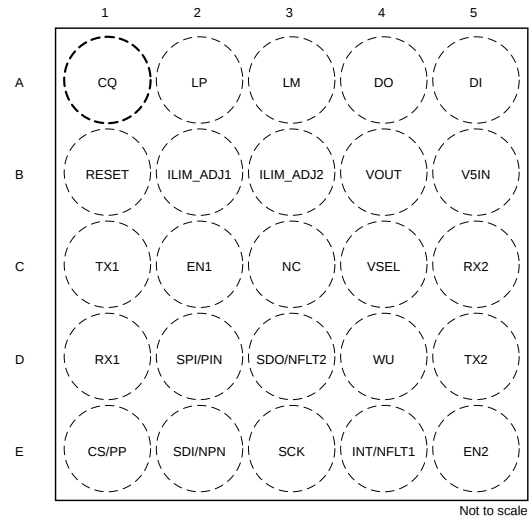 1 2 3 4 5
A CQ LP LM DO DI
B RESET ILIM_ADJ1 ILIM_ADJ2 VOUT V5IN
C TX1 EN1 NC VSEL RX2
D RX1 SPI/PIN SDO/NFLT2 WU TX2
E CS/PP SDI/NPN SCK INT/NFLT1 EN2
Not to scale